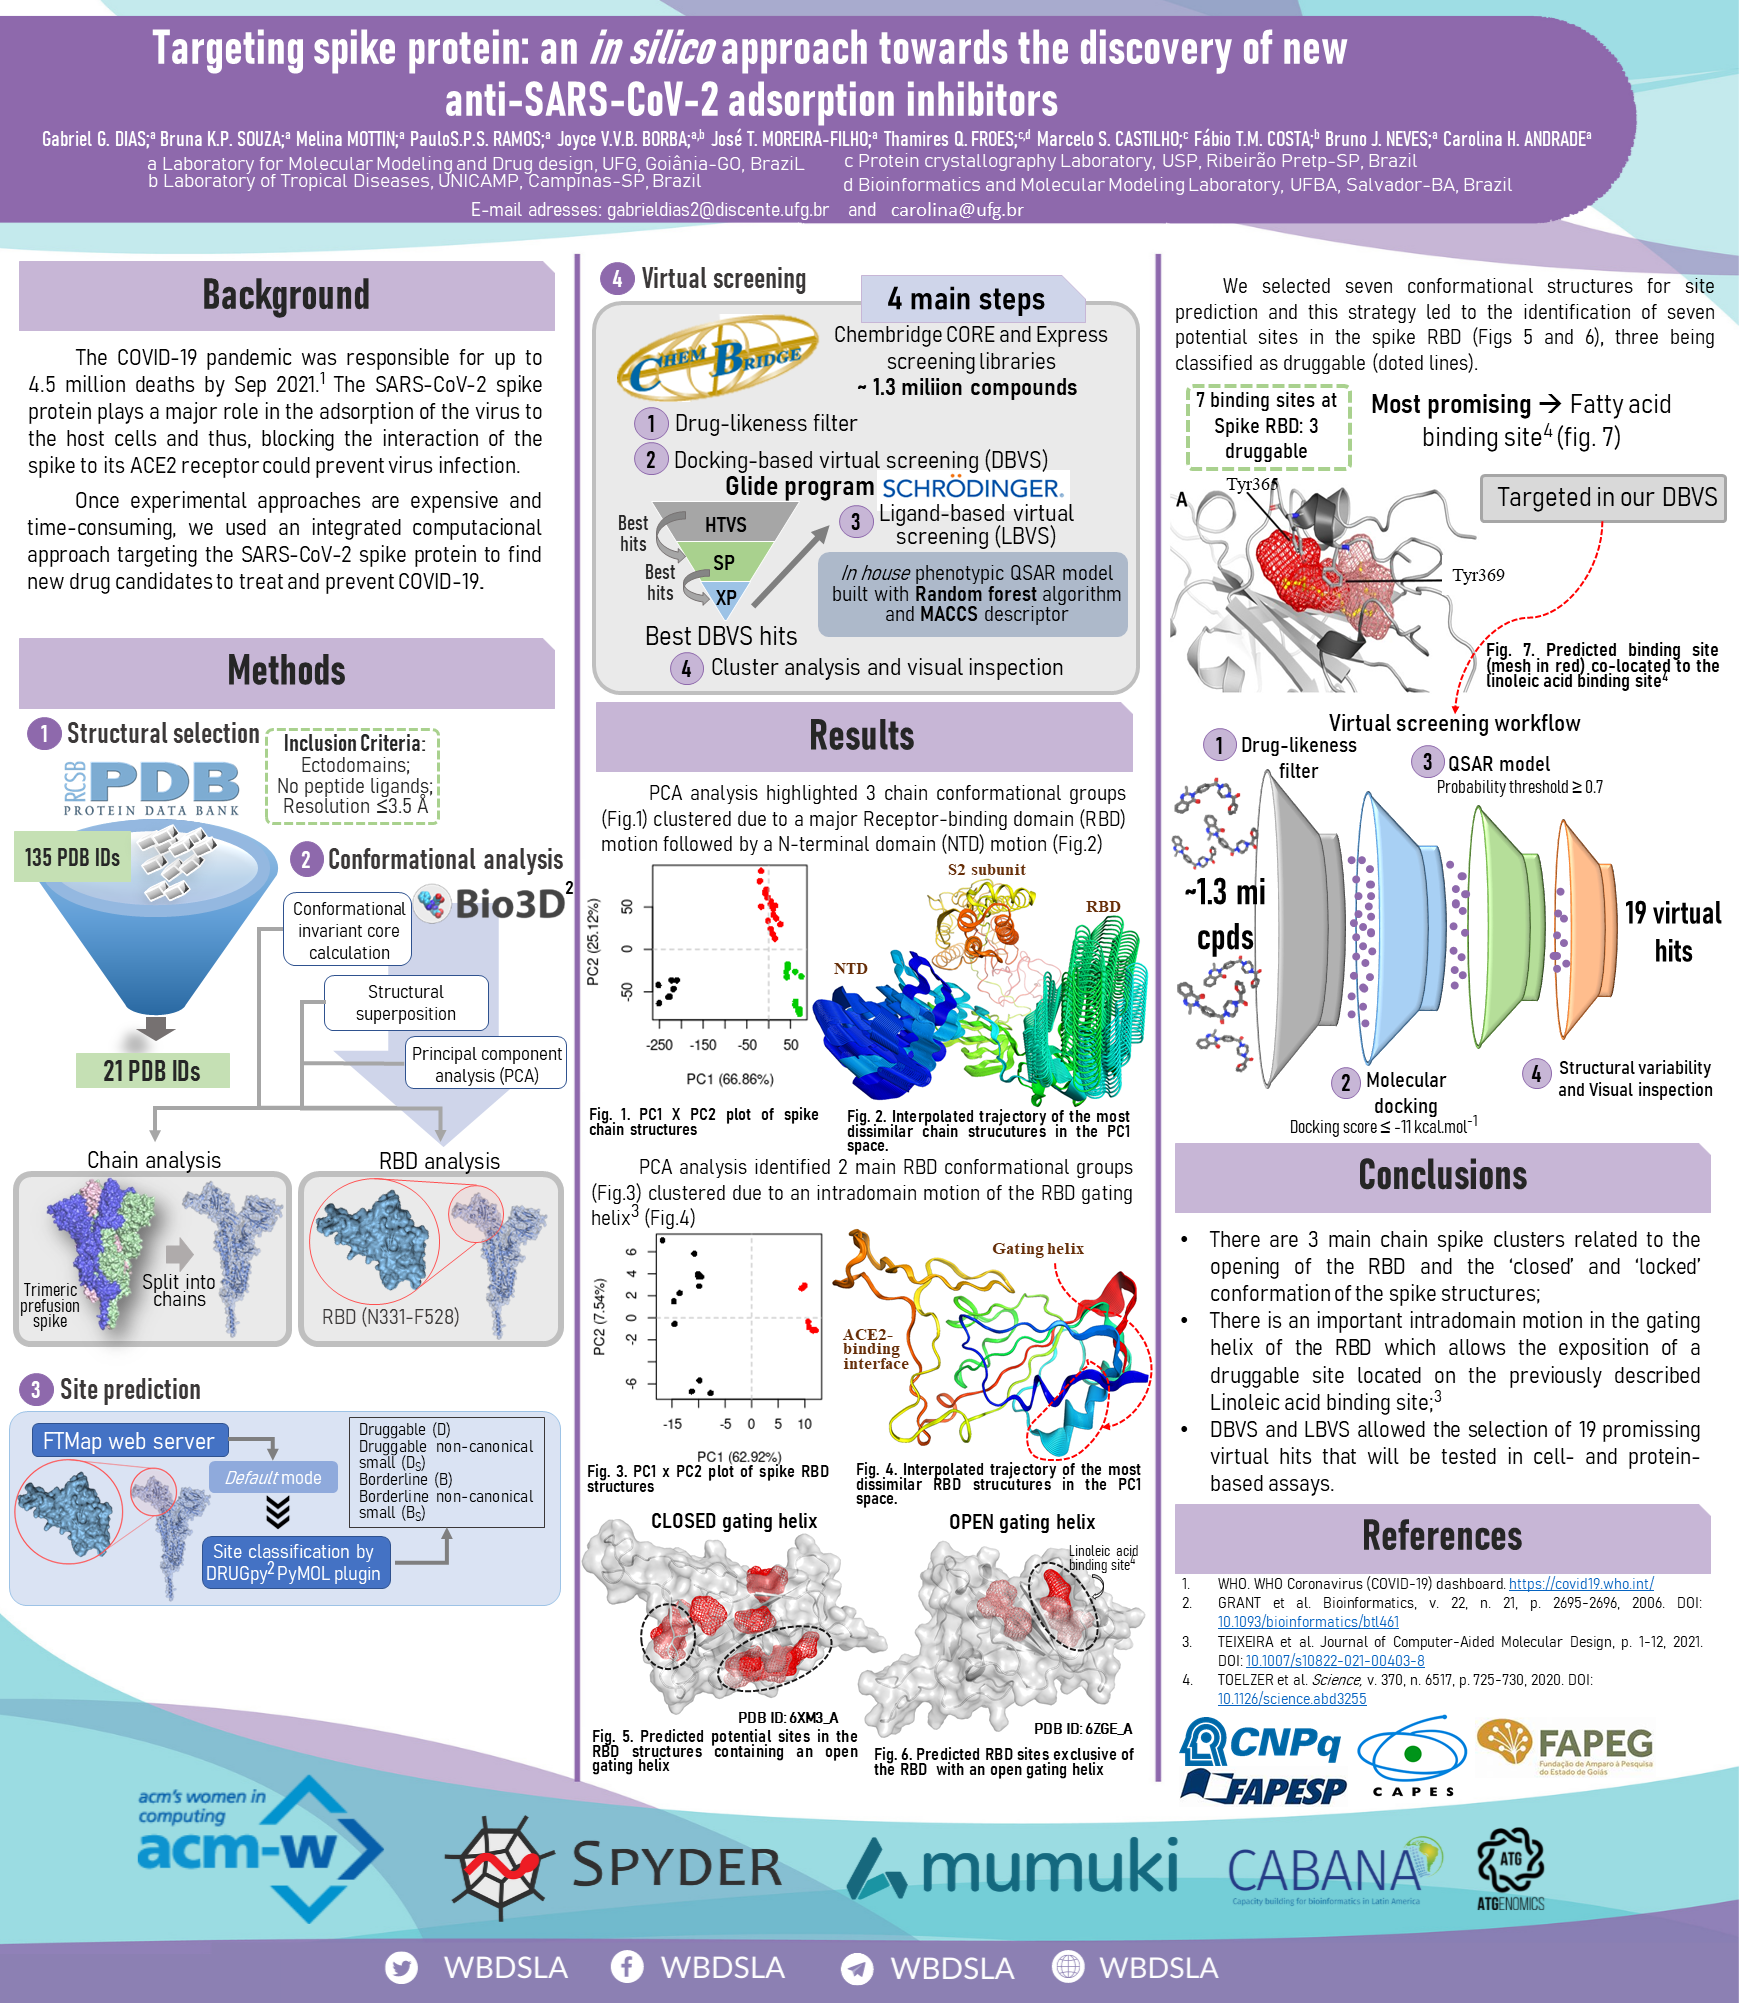 Targeting spike protein: an in silico approach towards the discovery of new
anti-SARS-CoV-2 adsorption inhibitors
Gabriel G. DIAS;a Bruna K.P. SOUZA;a Melina MOTTIN;a PauloS.P.S. RAMOS;a Joyce V.V.B. BORBA;a,b José T. MOREIRA-FILHO;a Thamires Q. FROES;c,d Marcelo S. CASTILHO;c Fábio T.M. COSTA;b Bruno J. NEVES;a Carolina H. ANDRADEa
a Laboratory for Molecular Modeling and Drug design, UFG, Goiânia-GO, BraziL
b Laboratory of Tropical Diseases, UNICAMP, Campinas-SP, Brazil
c Protein crystallography Laboratory, USP, Ribeirão Pretp-SP, Brazil
d Bioinformatics and Molecular Modeling Laboratory, UFBA, Salvador-BA, Brazil
E-mail adresses: gabrieldias2@discente.ufg.br and carolina@ufg.br
Background
The COVID-19 pandemic was responsible for up to
4.5 million deaths by Sep 2021.1 The SARS-CoV-2 spike
protein plays a major role in the adsorption of the virus to
the host cells and thus, blocking the interaction of the
spike to its ACE2 receptor could prevent virus infection.
Once experimental approaches are expensive and
time-consuming, we used an integrated computacional
approach targeting the SARS-CoV-2 spike protein to find
new drug candidates to treat and prevent COVID-19.
Methods
1 Structural selection
RCSB
PDB
PROTEIN DATA BANK
Inclusion Criteria:
Ectodomains;
No peptide ligands;
Resolution ≤3.5 Å
135 PDB IDs
21 PDB IDs
2 Conformational analysis
Bio3D2
Conformational
invariant core
calculation
Structural
superposition
Principal component
analysis (PCA)
Chain analysis
Trimeric
prefusion
spike
Split into
chains
RBD analysis
RBD (N331-F528)
3 Site prediction
FTMap web server
Default mode
Site classification by
DRUGpy2 PyMOL plugin
Druggable (D)
Druggable non-canonical
small (DS)
Borderline (B)
Borderline non-canonical
small (BS)
4 Virtual screening
4 main steps
CHEM BRIDGE
Chembridge CORE and Express
screening libraries
~ 1.3 miliion compounds
1 Drug-likeness filter
2 Docking-based virtual screening (DBVS)
Glide program SCHRÖDINGER.
Best
hits
HTVS
SP
Best
hits
XP
Best DBVS hits
3 Ligand-based virtual
screening (LBVS)
In house phenotypic QSAR model
built with Random forest algorithm
and MACCS descriptor
4 Cluster analysis and visual inspection
Results
PCA analysis highlighted 3 chain conformational groups
(Fig.1) clustered due to a major Receptor-binding domain (RBD)
motion followed by a N-terminal domain (NTD) motion (Fig.2)
PC2 (25.12%)
50
0
-50
-250 -150 -50 50
PC1 (66.86%)
S2 subunit
RBD
NTD
Fig. 1. PC1 X PC2 plot of spike
chain structures
Fig. 2. Interpolated trajectory of the most
dissimilar chain strucutures in the PC1
space.
PCA analysis identified 2 main RBD conformational groups
(Fig.3) clustered due to an intradomain motion of the RBD gating
helix3 (Fig.4)
PC2 (7.54%)
6
4
2
0
-2
-6
-15 -5 0 5 10
PC1 (62.92%)
Gating helix
ACE2-
binding
interface
Fig. 3. PC1 x PC2 plot of spike RBD
structures
Fig. 4. Interpolated trajectory of the most
dissimilar RBD strucutures in the PC1
space.
CLOSED gating helix
OPEN gating helix
Linoleic acid
binding site4
PDB ID: 6XM3_A
PDB ID: 6ZGE_A
Fig. 5. Predicted potential sites in the
RBD structures containing an open
gating helix
Fig. 6. Predicted RBD sites exclusive of
the RBD with an open gating helix
We selected seven conformational structures for site
prediction and this strategy led to the identification of seven
potential sites in the spike RBD (Figs 5 and 6), three being
classified as druggable (doted lines).
7 binding sites at
Spike RBD: 3
druggable
Most promising → Fatty acid
binding site4 (fig. 7)
A
Tyr365
Tyr369
Targeted in our DBVS
Fig. 7. Predicted binding site
(mesh in red) co-located to the
linoleic acid binding site4
Virtual screening workflow
1 Drug-likeness
filter
3 QSAR model
Probability threshold ≥ 0.7
~1.3 mi
cpds
19 virtual
hits
2 Molecular
docking
Docking score ≤ -11 kcal.mol-1
4 Structural variability
and Visual inspection
Conclusions
• There are 3 main chain spike clusters related to the
opening of the RBD and the ‘closed’ and ‘locked’
conformation of the spike structures;
• There is an important intradomain motion in the gating
helix of the RBD which allows the exposition of a
druggable site located on the previously described
Linoleic acid binding site;3
• DBVS and LBVS allowed the selection of 19 promissing
virtual hits that will be tested in cell- and protein-
based assays.
References
1. WHO. WHO Coronavirus (COVID-19) dashboard. https://covid19.who.int/
2. GRANT et al. Bioinformatics, v. 22, n. 21, p. 2695-2696, 2006. DOI:
10.1093/bioinformatics/btl461
3. TEIXEIRA et al. Journal of Computer-Aided Molecular Design, p. 1-12, 2021.
DOI: 10.1007/s10822-021-00403-8
4. TOELZER et al. Science, v. 370, n. 6517, p. 725-730, 2020. DOI:
10.1126/science.abd3255
CNPq
FAPESP
CAPES
FAPEG
Fundação de Amparo à Pesquisa
do Estado de Goiás
acm's women in
computing
acm-w
SPYDER
mumuki
CABANA
Capacity building for bioinformatics in Latin America
ATG
ATGENOMICS
WBDSLA
WBDSLA
WBDSLA
WBDSLA